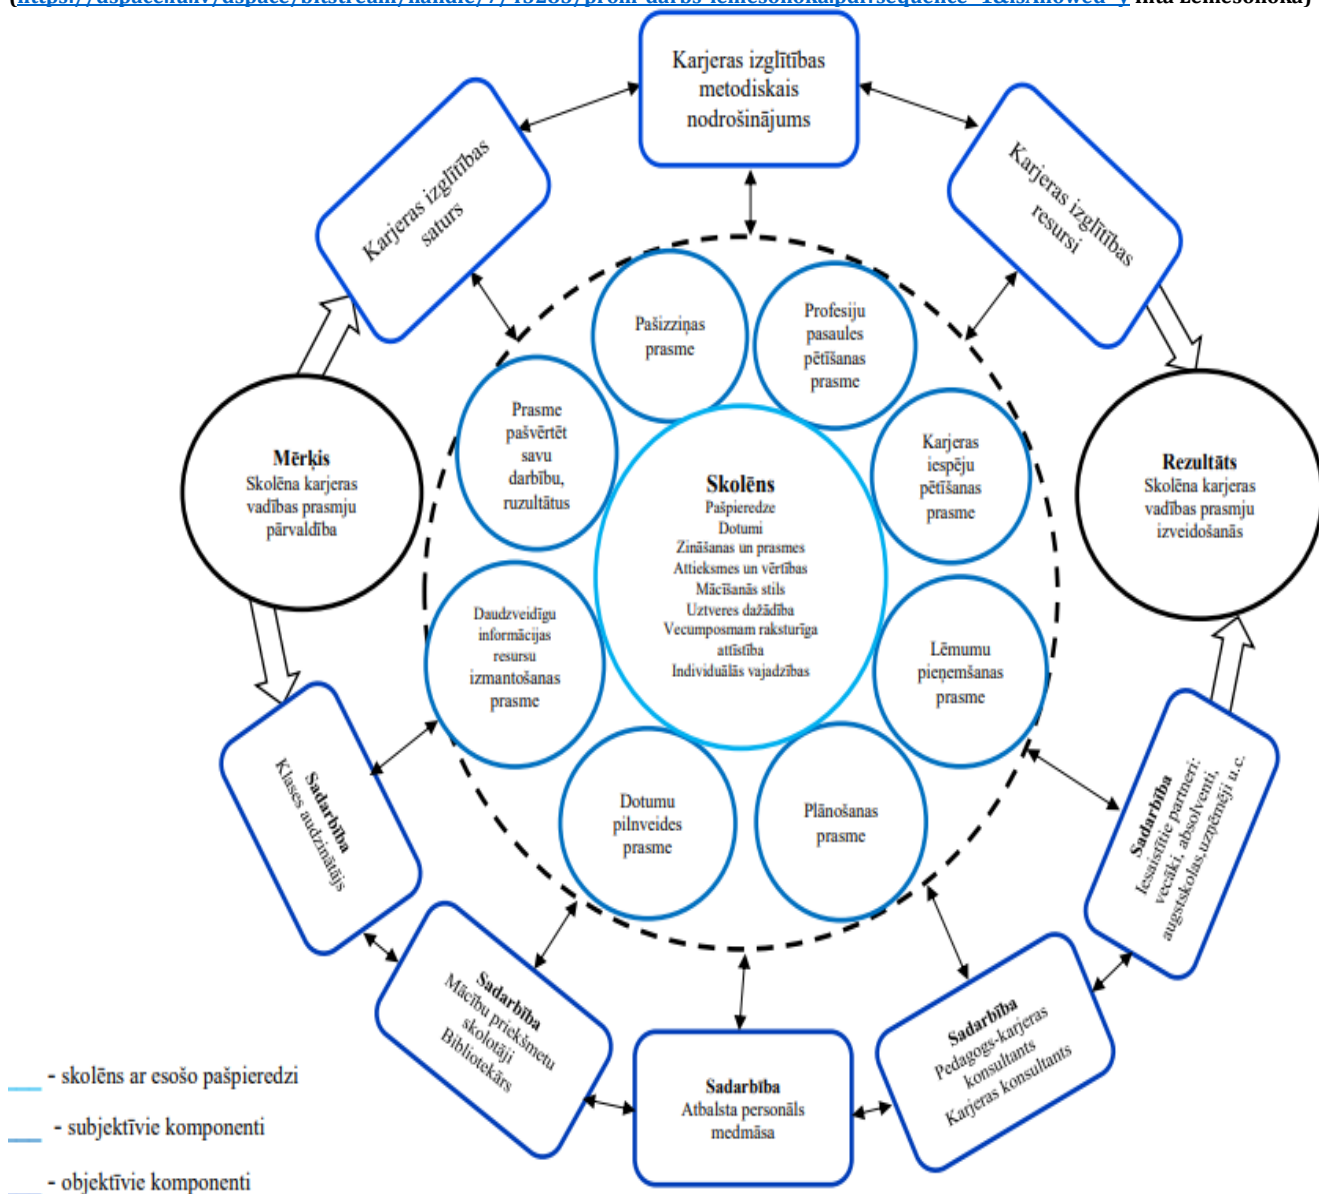 Karjeras izglītības
metodiskais
nodrošinājums
Karjeras izglītības
saturs
Karjeras izglītības
resursi
Pašizziņas
prasme
Profesiju
pasaules
pētīšanas
prasme
Prasme
pašvērtēt
savu
darbību,
ruzultātus
Karjeras
iespēju
pētīšanas
prasme
Mērķis
Skolēna karjeras
vadības prasmju
pārvaldība
Skolēns
Pašpieredze
Dotumi
Zināšanas un prasmes
Attieksmes un vērtības
Mācīšanās stils
Uztveres dažādība
Vecumposmam raksturīga
attīstība
Individuālās vajadzības
Rezultāts
Skolēna karjeras
vadības prasmju
izveidošanās
Daudzveidīgu
informācijas
resursu
izmantošanas
prasme
Lēmumu
pieņemšanas
prasme
Dotumu
pilnveides
prasme
Plānošanas
prasme
Sadarbība
Klases audzinātājs
Sadarbība
Iesaistītie partneri:
vecāki, absolventi,
augstskolas,uzņēmēji u.c.
Sadarbība
Mācību priekšmetu
skolotāji
Bibliotekārs
Sadarbība
Atbalsta personāls
medmāsa
Sadarbība
Pedagogs-karjeras
konsultants
Karjeras konsultants
- skolēns ar esošo pašpieredzi
- subjektīvie komponenti
- objektīvie komponenti